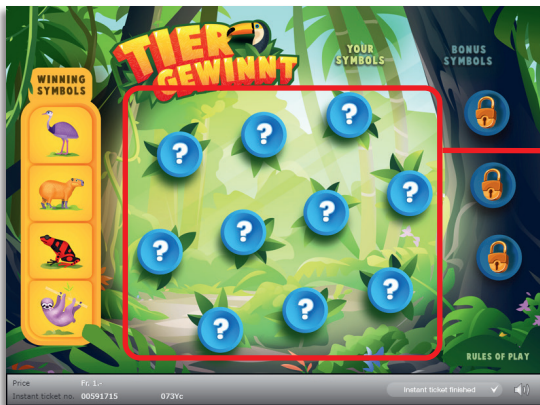 TIER-
GEWINNT
WINNING
SYMBOLS
YOUR
SYMBOLS
BONUS
SYMBOLS
?
?
?
?
?
?
?
?
?
?
RULES OF PLAY
Price Fr. 1.-
Instant ticket no. 00591715 073Yc
Instant ticket finished